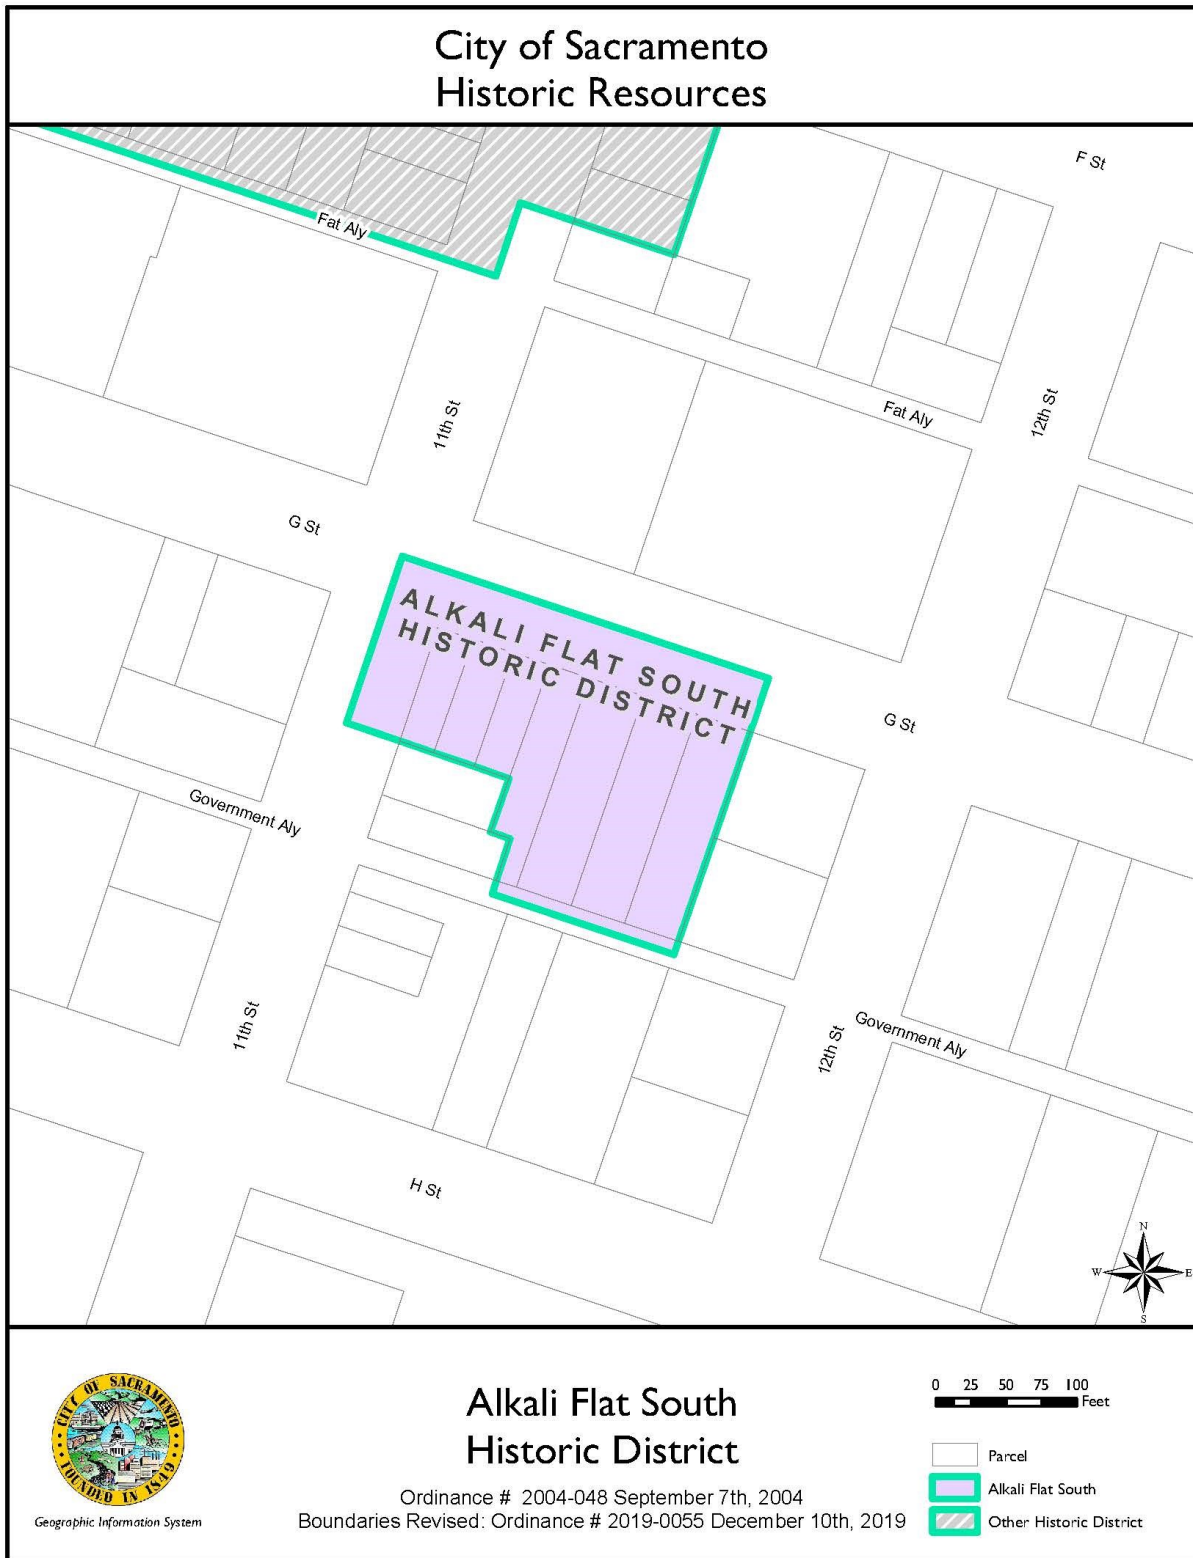 City of Sacramento
Historic Resources
F St
Fat Aly
11th St
Fat Aly
12th St
G St
ALKALI FLAT SOUTH
HISTORIC DISTRICT
G St
Government Aly
11th St
12th St
Government Aly
H St
N
W
E
S
CITY OF SACRAMENTO
FOUNDED IN 1849
Geographic Information System
Alkali Flat South
Historic District
Ordinance # 2004-048 September 7th, 2004
Boundaries Revised: Ordinance # 2019-0055 December 10th, 2019
0 25 50 75 100
Feet
Parcel
Alkali Flat South
Other Historic District